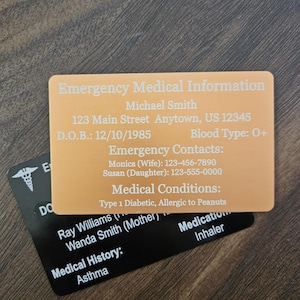 Emergency Medical Information
Michael Smith
123 Main Street Anytown, US 12345
D.O.B.: 12/10/1985 Blood Type: O+
Emergency Contacts:
Monica (Wife): 123-456-7890
Susan (Daughter): 123-555-0000
Medical Conditions:
Type 1 Diabetic, Allergic to Peanuts
Ray Williams
Wanda Smith (Mother)
Medical History:
Asthma
Inhaler